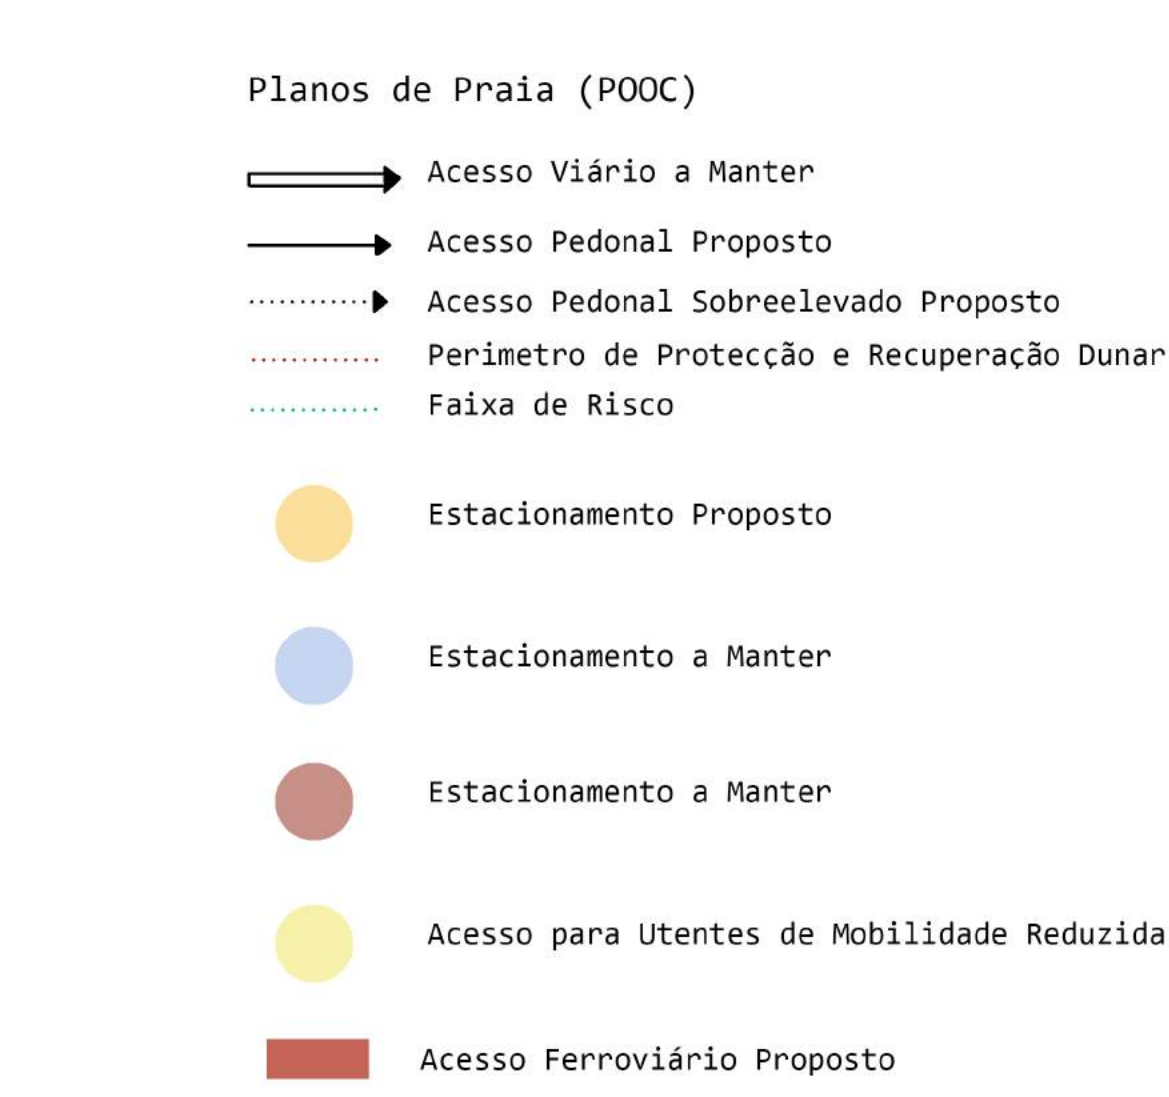 Planos de Praia (POOC)
Acesso Viário a Manter
Acesso Pedonal Proposto
Acesso Pedonal Sobreelevado Proposto
Perimetro de Protecção e Recuperação Dunar
Faixa de Risco
Estacionamento Proposto
Estacionamento a Manter
Estacionamento a Manter
Acesso para Utentes de Mobilidade Reduzida
Acesso Ferroviário Proposto